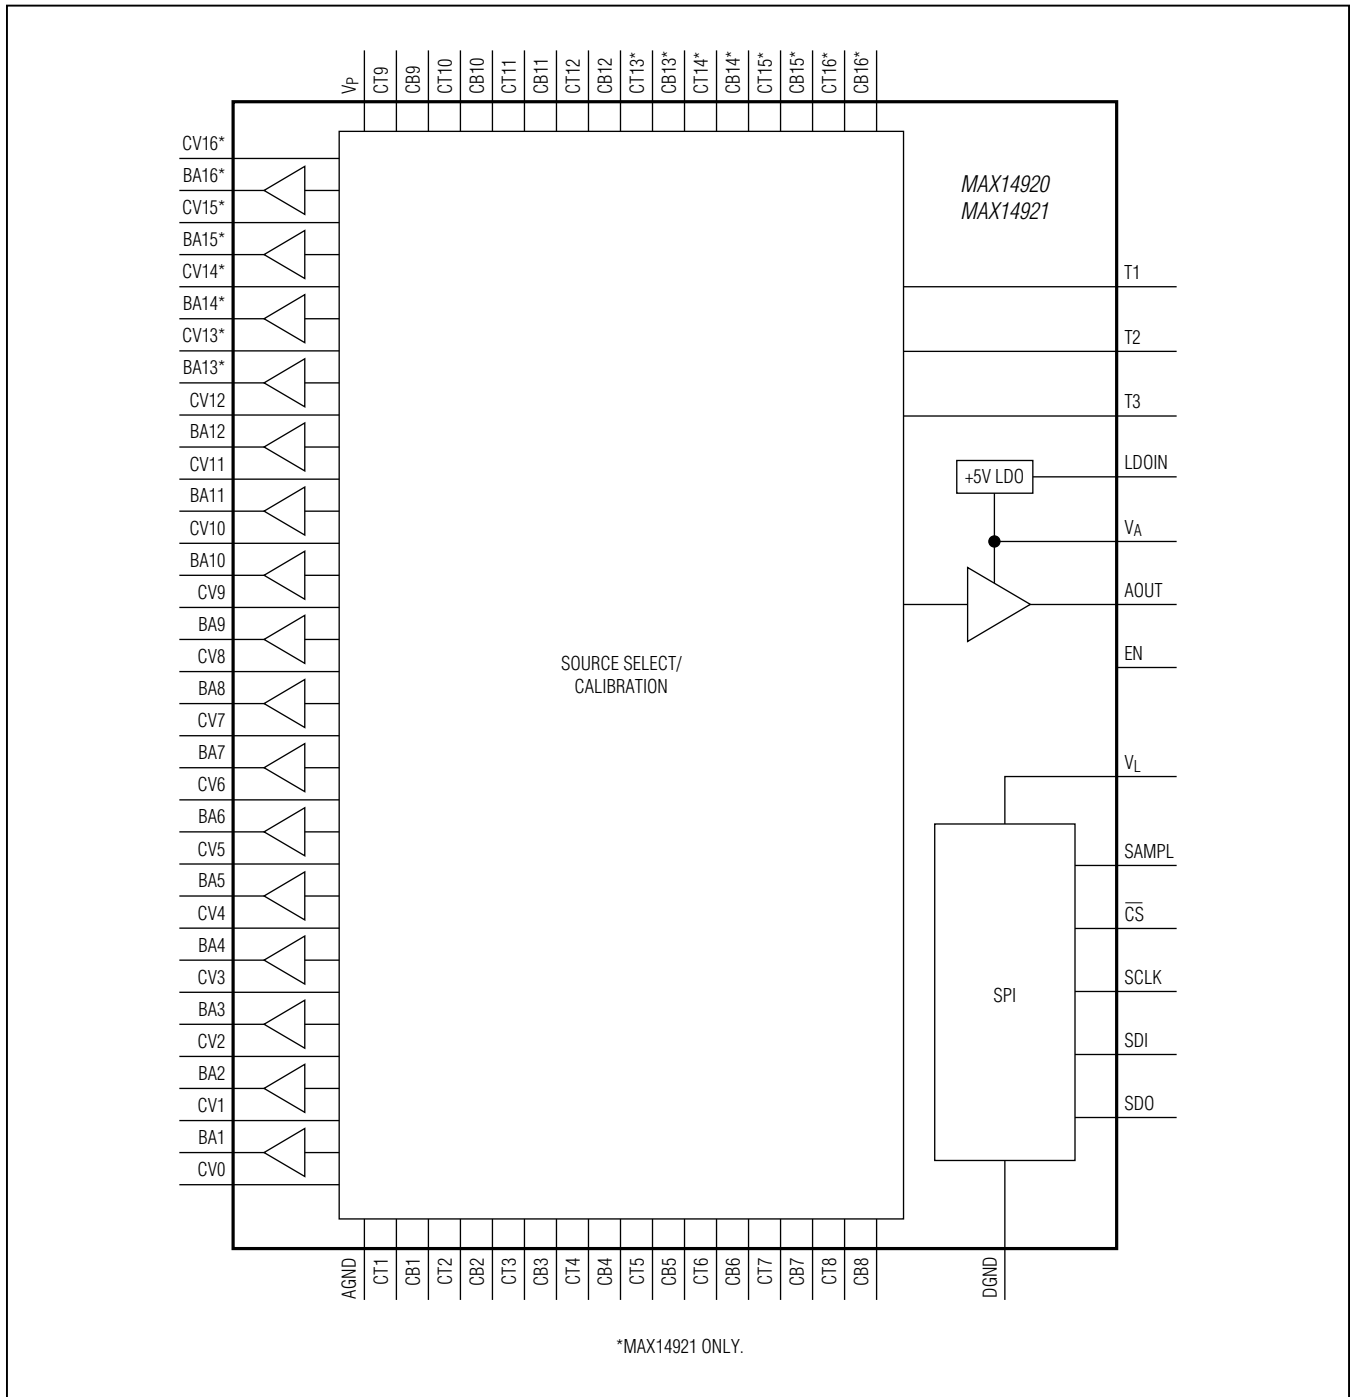 VP
CT9
CB9
CT10
CB10
CT11
CB11
CT12
CB12
CT13*
CB13*
CT14*
CB14*
CT15*
CB15*
CT16*
CB16*
CV16*
BA16*
CV15*
BA15*
CV14*
BA14*
CV13*
BA13*
CV12
BA12
CV11
BA11
CV10
BA10
CV9
BA9
CV8
BA8
CV7
BA7
CV6
BA6
CV5
BA5
CV4
BA4
CV3
BA3
CV2
BA2
CV1
BA1
CV0
SOURCE SELECT/
CALIBRATION
MAX14920
MAX14921
T1
T2
T3
+5V LDO
LDOIN
VA
AOUT
EN
VL
SPI
SAMPL
CS
SCLK
SDI
SDO
AGND
CT1
CB1
CT2
CB2
CT3
CB3
CT4
CB4
CT5
CB5
CT6
CB6
CT7
CB7
CT8
CB8
DGND
*MAX14921 ONLY.